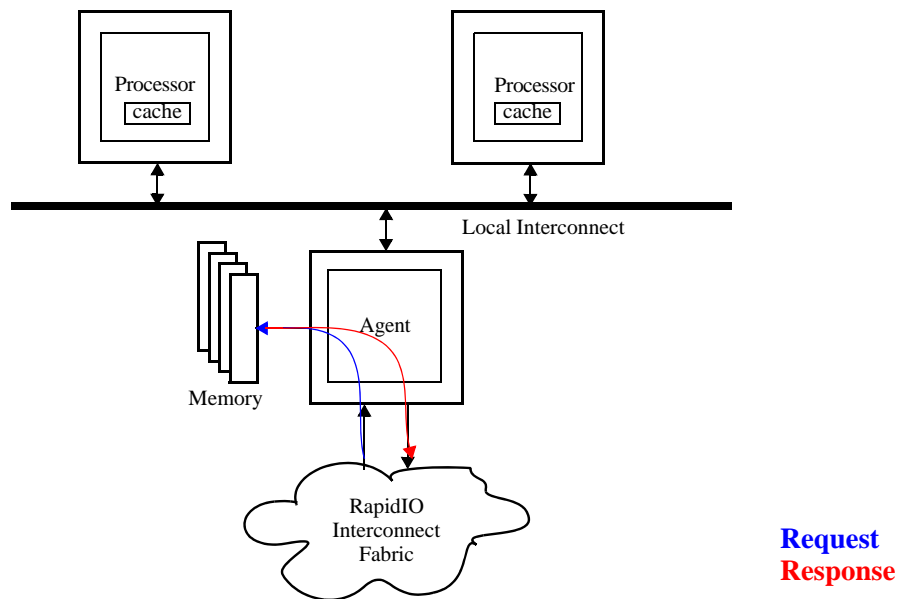 Processor
cache
Processor
cache
Local Interconnect
Agent
Memory
RapidIO
Interconnect
Fabric
Request
Response